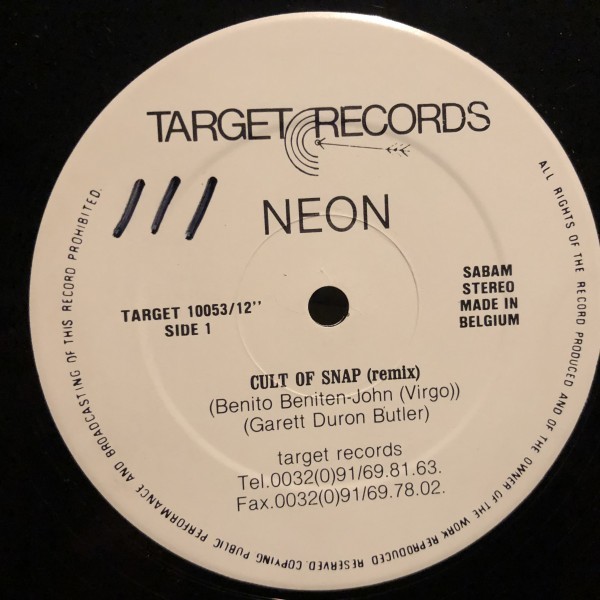 TARGET RECORDS
///
NEON
SABAM
STEREO
MADE IN
BELGIUM
TARGET 10053/12''
SIDE 1
CULT OF SNAP (remix)
(Benito Beniten-John (Virgo))
(Garett Duron Butler)
target records
Tel.0032(0)91/69.81.63.
Fax.0032(0)91/69.78.02.
ALL RIGHTS OF THE RECORD PRODUCED AND OF THE OWNER OF THE WORK REPRODUCED RESERVED. COPYING PUBLIC PERFORMANCE AND BROADCASTING OF THIS RECORD PROHIBITED.